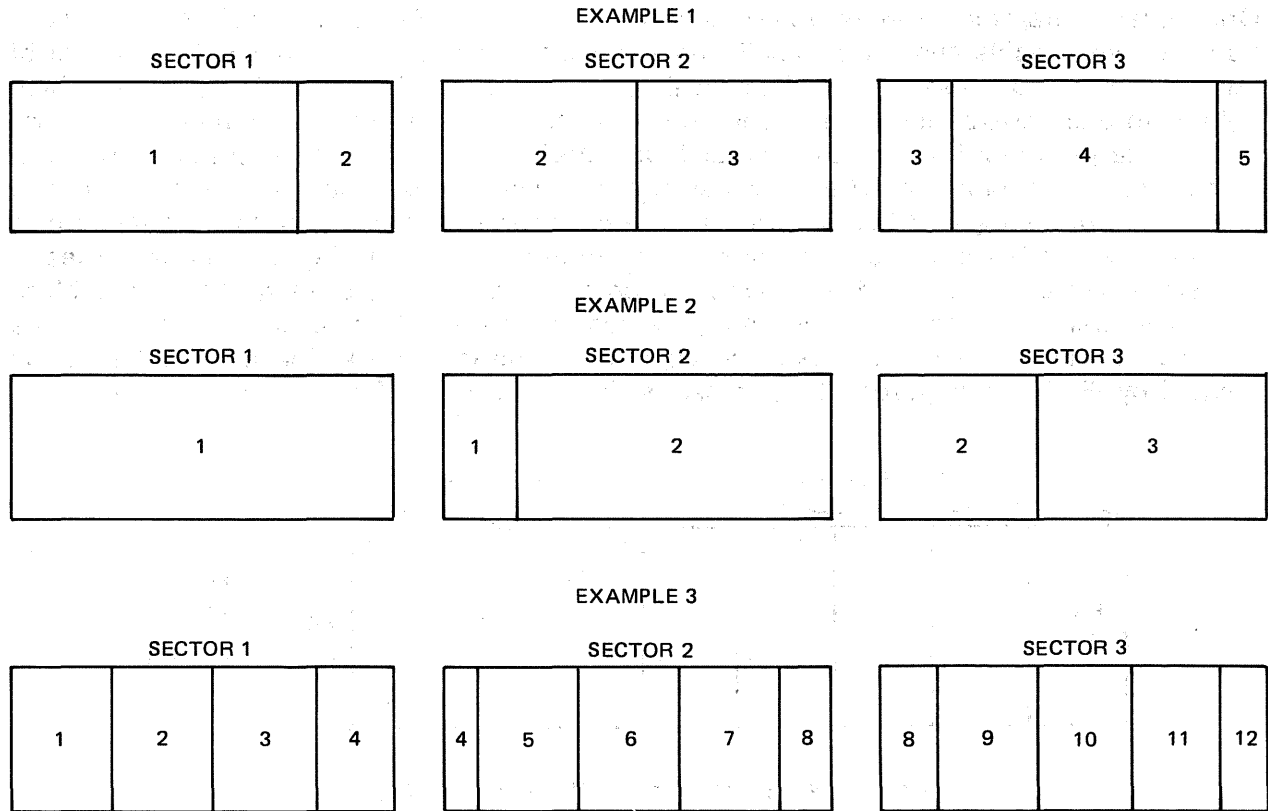 EXAMPLE 1
SECTOR 1 SECTOR 2 SECTOR 3
1 2 2 3 3 4 5
EXAMPLE 2
SECTOR 1 SECTOR 2 SECTOR 3
1 1 2 2 3
EXAMPLE 3
SECTOR 1 SECTOR 2 SECTOR 3
1 2 3 4 4 5 6 7 8 8 9 10 11 12